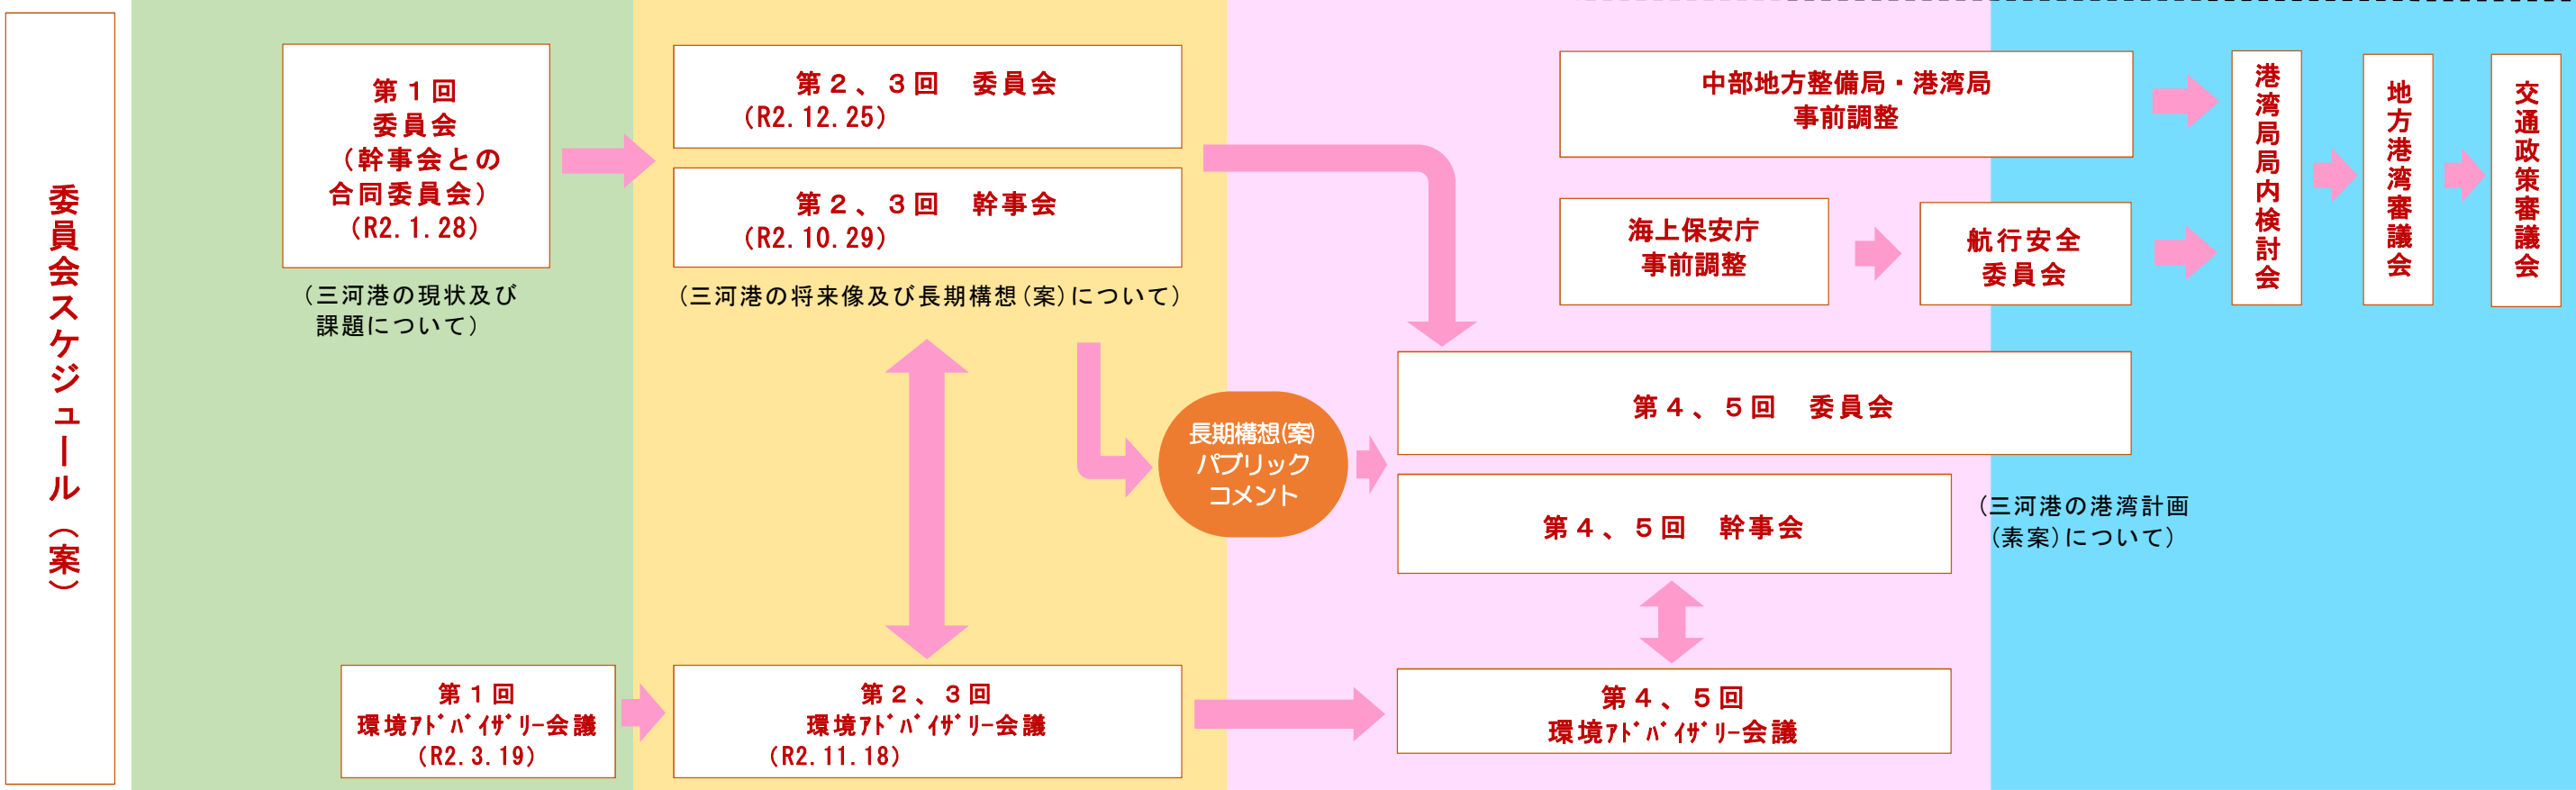 委員会スケジュール（案）
第１回
委員会
（幹事会との
合同委員会）
（R2.1.28）
（三河港の現状及び
課題について）
第２、３回　委員会
（R2.12.25）
第２、３回　幹事会
（R2.10.29）
（三河港の将来像及び長期構想(案)について）
中部地方整備局・港湾局
事前調整
海上保安庁
事前調整
航行安全
委員会
港湾局局内検討会
地方港湾審議会
交通政策審議会
長期構想(案)
パブリック
コメント
第４、５回　委員会
第４、５回　幹事会
（三河港の港湾計画
（素案)について）
第１回
環境ｱﾄﾞﾊﾞｲｻﾞﾘｰ会議
（R2.3.19）
第２、３回
環境ｱﾄﾞﾊﾞｲｻﾞﾘｰ会議
（R2.11.18）
第４、５回
環境ｱﾄﾞﾊﾞｲｻﾞﾘｰ会議